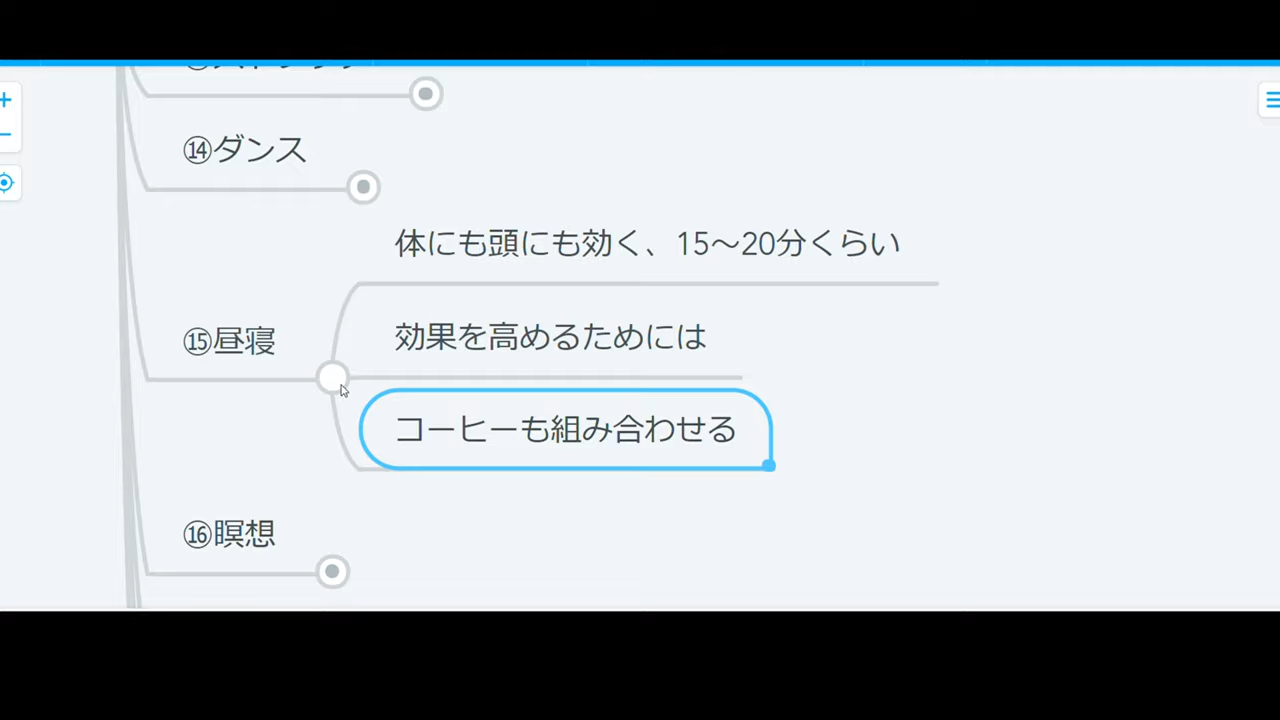 ⑭ダンス
体にも頭にも効く、15〜20分くらい
⑮昼寝
効果を高めるためには
コーヒーも組み合わせる
⑯瞑想